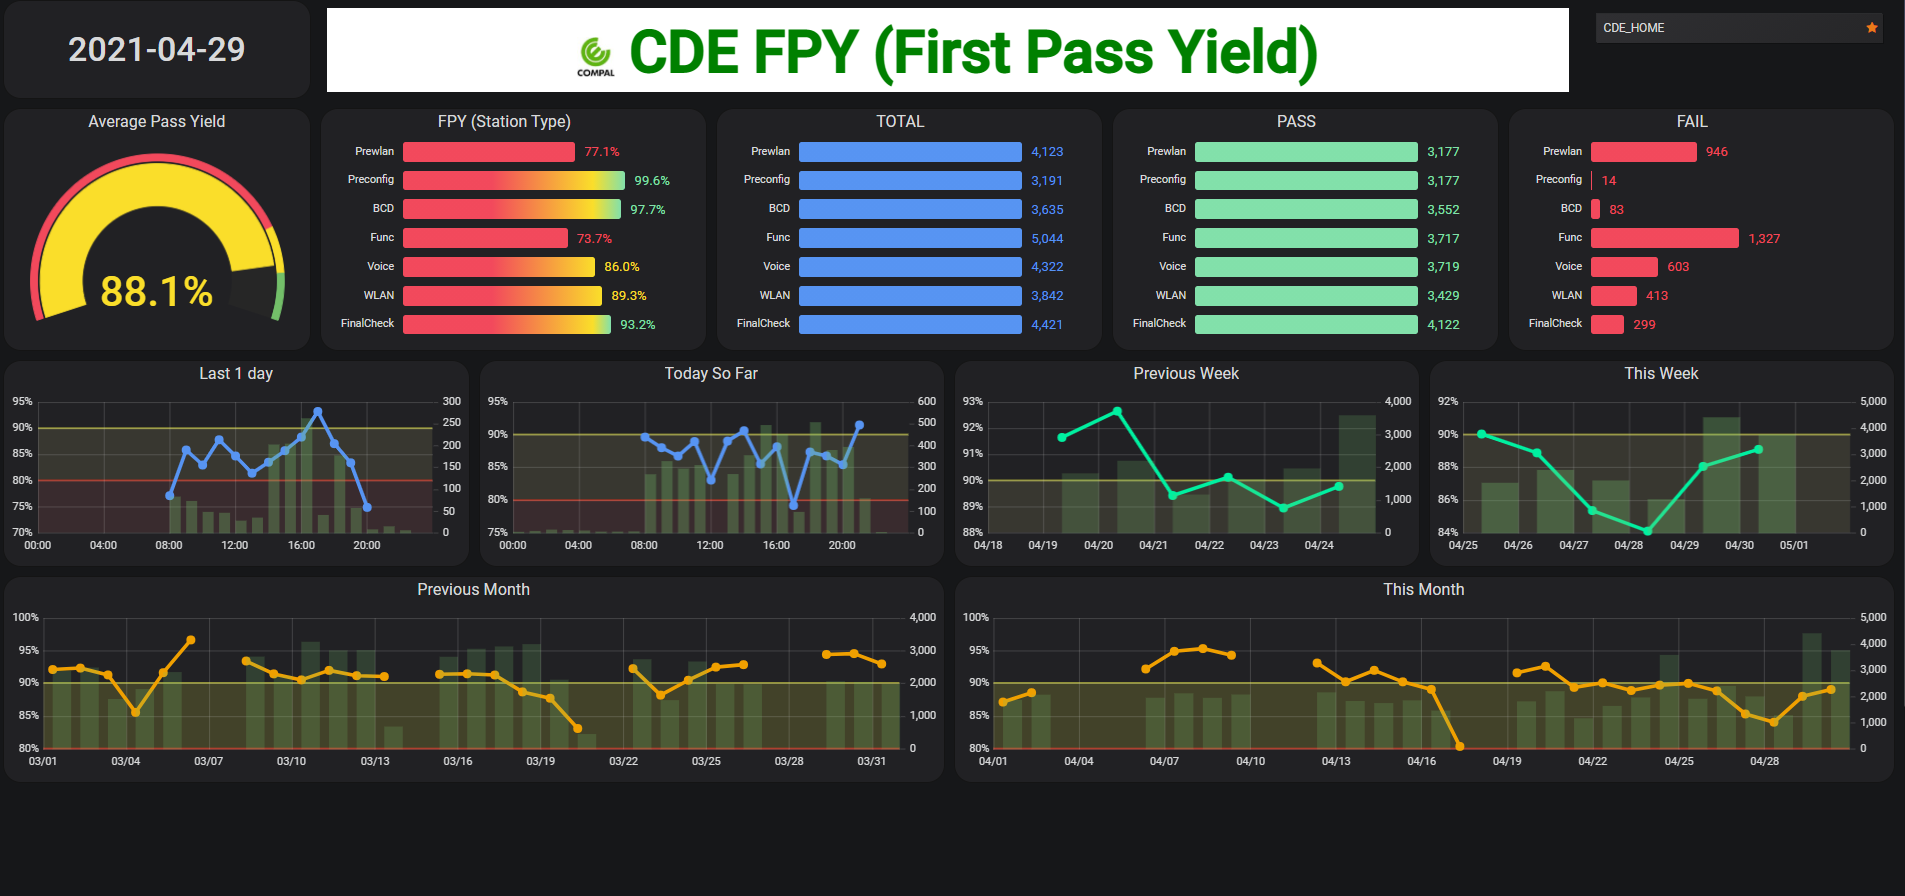 2021-04-29
COMPAL
CDE FPY (First Pass Yield)
CDE_HOME
Average Pass Yield
88.1%
FPY (Station Type)
Prewlan 77.1%
Preconfig 99.6%
BCD 97.7%
Func 73.7%
Voice 86.0%
WLAN 89.3%
FinalCheck 93.2%
TOTAL
Prewlan 4,123
Preconfig 3,191
BCD 3,635
Func 5,044
Voice 4,322
WLAN 3,842
FinalCheck 4,421
PASS
Prewlan 3,177
Preconfig 3,177
BCD 3,552
Func 3,717
Voice 3,719
WLAN 3,429
FinalCheck 4,122
FAIL
Prewlan 946
Preconfig 14
BCD 83
Func 1,327
Voice 603
WLAN 413
FinalCheck 299
Last 1 day
95% 300
90% 250
85% 200
80% 150
75% 100
70% 50
0
00:00 04:00 08:00 12:00 16:00 20:00
Today So Far
95% 600
90% 500
85% 400
80% 300
75% 200
100
0
00:00 04:00 08:00 12:00 16:00 20:00
Previous Week
93% 4,000
92% 3,000
91% 2,000
90% 1,000
89% 0
88%
04/18 04/19 04/20 04/21 04/22 04/23 04/24
This Week
92% 5,000
90% 4,000
88% 3,000
86% 2,000
84% 1,000
0
04/25 04/26 04/27 04/28 04/29 04/30 05/01
Previous Month
100% 4,000
95% 3,000
90% 2,000
85% 1,000
80% 0
03/01 03/04 03/07 03/10 03/13 03/16 03/19 03/22 03/25 03/28 03/31
This Month
100% 5,000
95% 4,000
90% 3,000
85% 2,000
80% 1,000
0
04/01 04/04 04/07 04/10 04/13 04/16 04/19 04/22 04/25 04/28